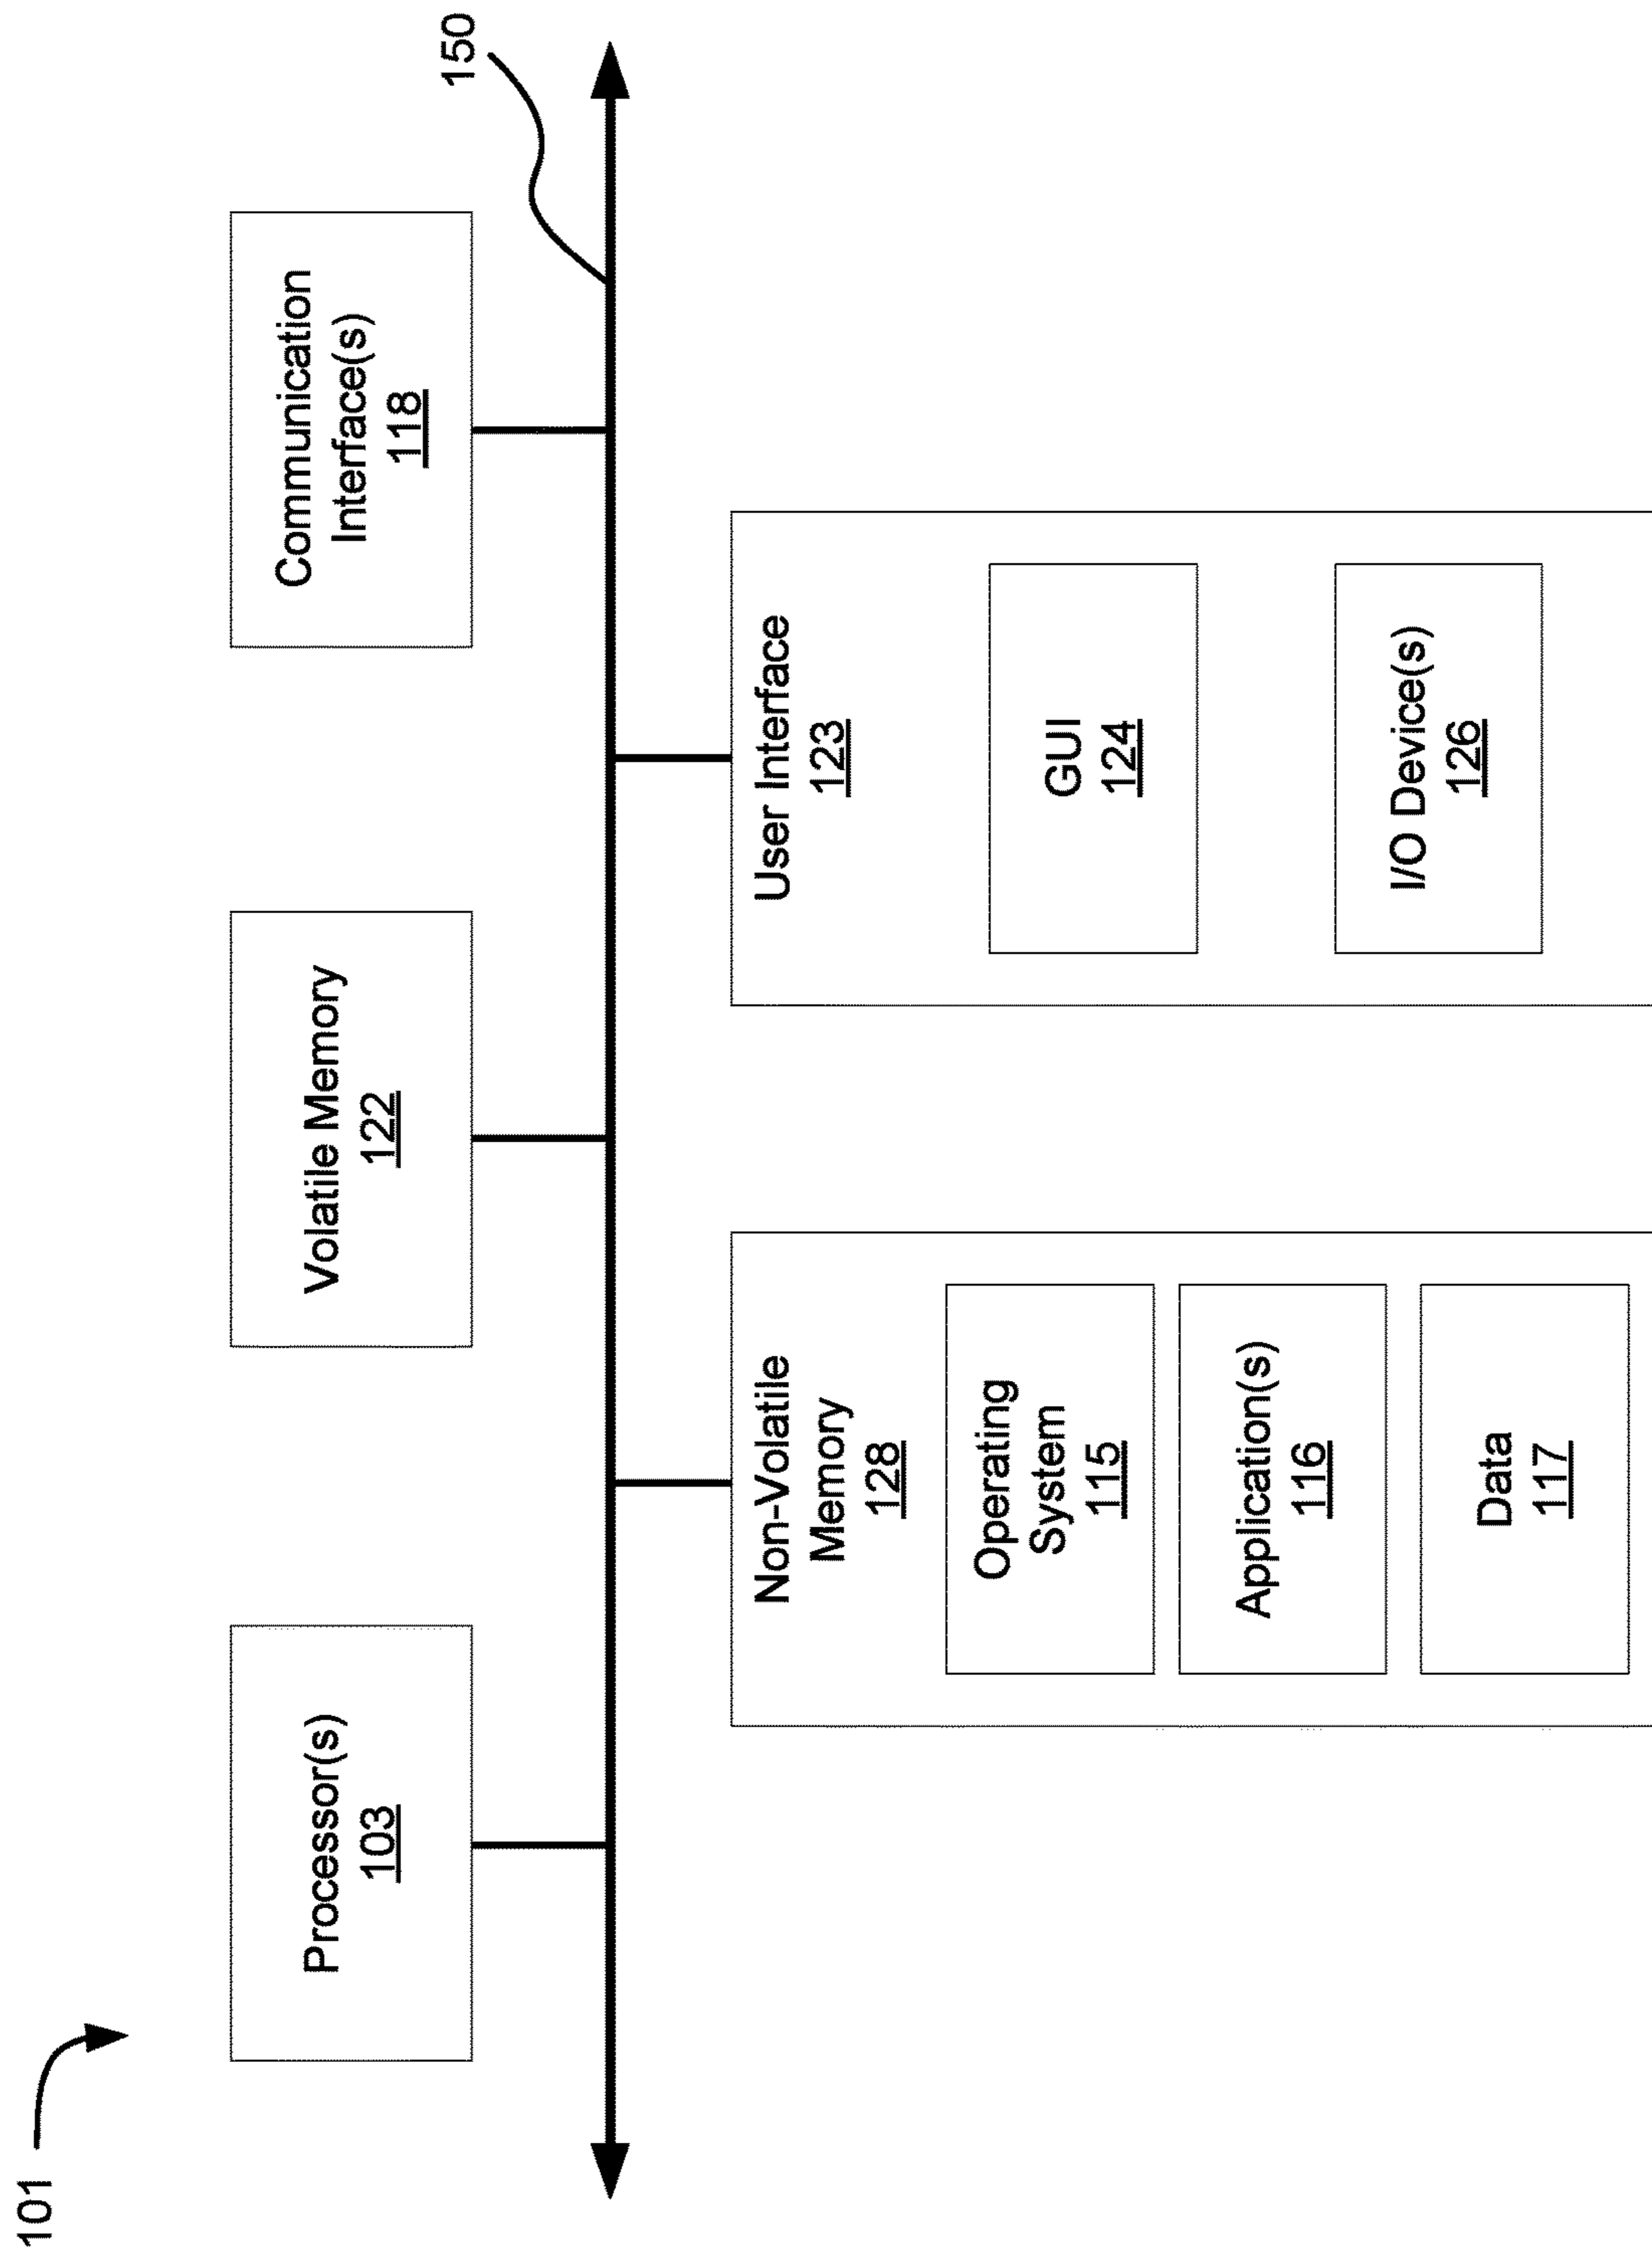 101
Processor(s)
103
Volatile Memory
122
Communication
Interface(s)
118
150
Non-Volatile
Memory
128
Operating
System
115
Application(s)
116
Data
117
User Interface
123
GUI
124
I/O Device(s)
126